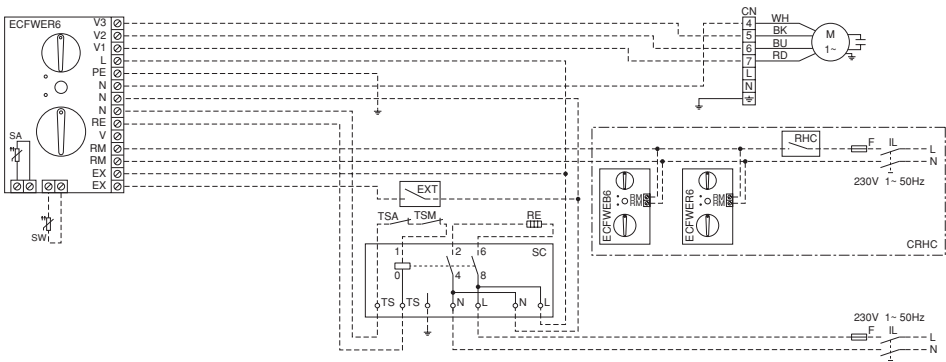 ECFWER6
V3
V2
V1
L
PE
N
N
N
RE
V
RM
RM
EX
EX
SA
SW
CN
4
5
6
7
L
N
WH
BK
BU
RD
M
1~
EXT
TSA
TSM
RE
SC
1
0
2
4
6
8
TS
TS
N
L
N
L
RHC
F
IL
L
N
230V 1~ 50Hz
ECFWEB6
RM
RM
ECFWER6
RM
RM
CRHC
230V 1~ 50Hz
F
IL
L
N